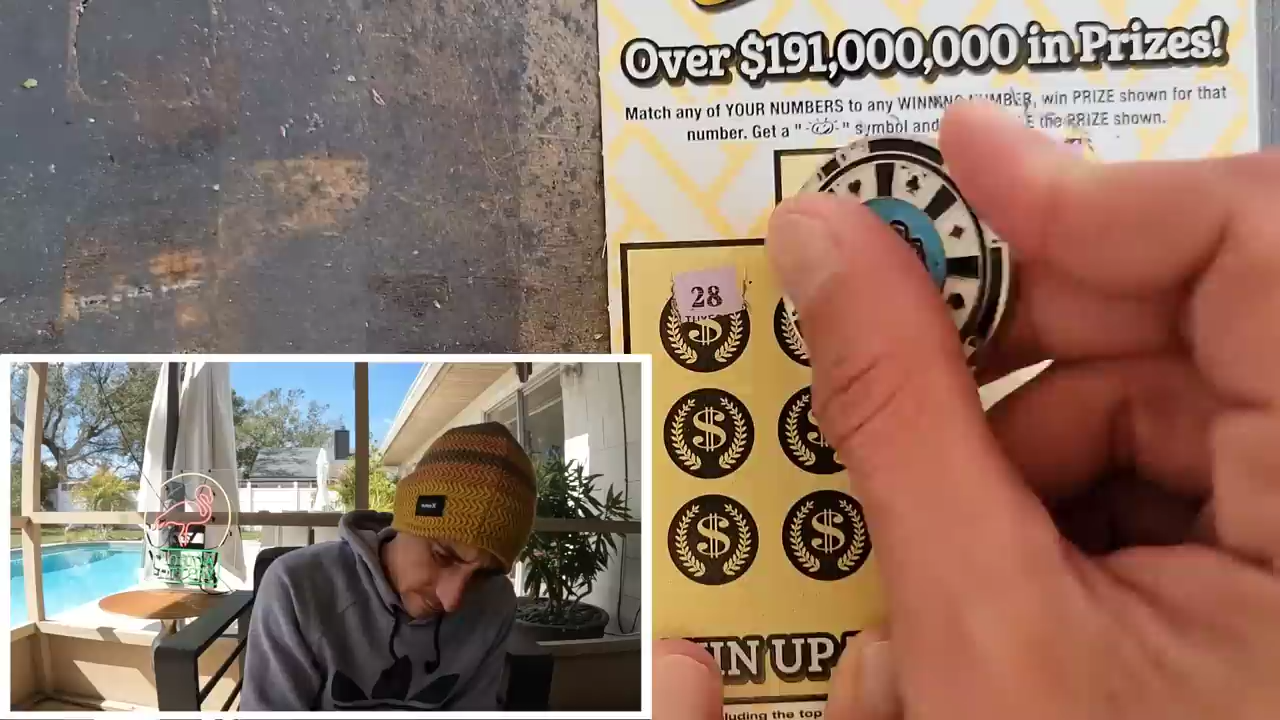 Over $191,000,000 in Prizes!
Match any of YOUR NUMBERS to any WINNING NUMBER, win PRIZE shown for that
number. Get a " " symbol and the PRIZE shown.
28
IN UP
luding the top